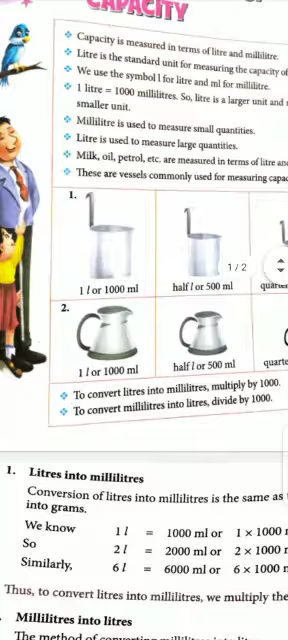 CAPACITY
❖ Capacity is measured in terms of litre and millilitre.
❖ Litre is the standard unit for measuring the capacity of
❖ We use the symbol l for litre and ml for millilitre.
❖ 1 litre = 1000 millilitres. So, litre is a larger unit and
smaller unit.
❖ Millilitre is used to measure small quantities.
❖ Litre is used to measure large quantities.
❖ Milk, oil, petrol, etc. are measured in terms of litre
❖ These are vessels commonly used for measuring
1.
1 / 2
1 l or 1000 ml half l or 500 ml
2.
1 l or 1000 ml half l or 500 ml
❖ To convert litres into millilitres, multiply by 1000.
❖ To convert millilitres into litres, divide by 1000.
1. Litres into millilitres
Conversion of litres into millilitres is the same as
into grams.
We know 1 l = 1000 ml or 1 × 1000
So 2 l = 2000 ml or 2 × 1000
Similarly, 6 l = 6000 ml or 6 × 1000
Thus, to convert litres into millilitres, we multiply the
Millilitres into litres
The method of